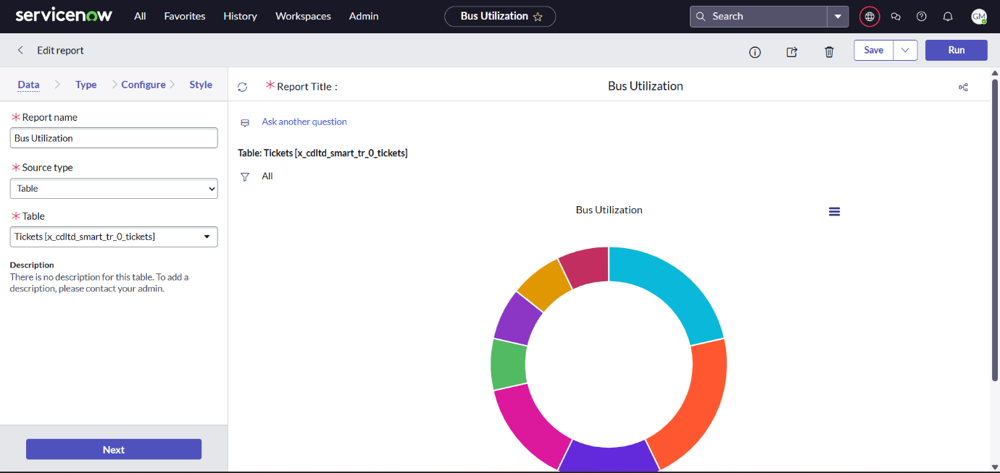 servicenow All Favorites History Workspaces Admin Bus Utilization Search GM
Edit report Save Run
Data Type Configure Style
* Report Title : Bus Utilization
* Report name
Bus Utilization
Ask another question
* Source type
Table
Table: Tickets [x_cdltd_smart_tr_0_tickets]
All
* Table
Tickets [x_cdltd_smart_tr_0_tickets]
Description
There is no description for this table. To add a
description, please contact your admin.
Bus Utilization
Next